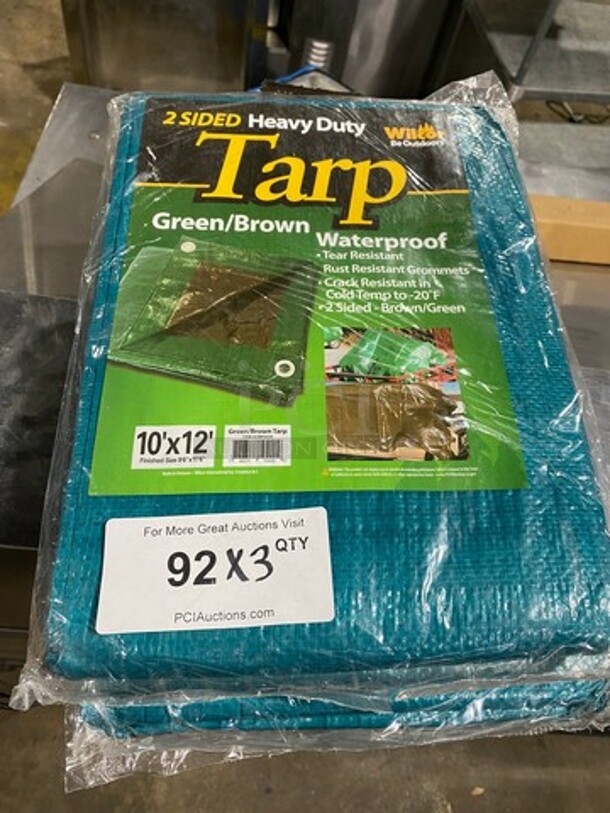 2 SIDED Heavy Duty
Wilcor
Be Outdoors
Tarp
Green/Brown
Waterproof
• Tear Resistant
• Rust Resistant Grommets
• Crack Resistant in
Cold Temp to -20°F
• 2 Sided - Brown/Green
10'x12'
Green/Brown Tarp
For More Great Auctions Visit
92 x3 QTY
PCIAuctions.com